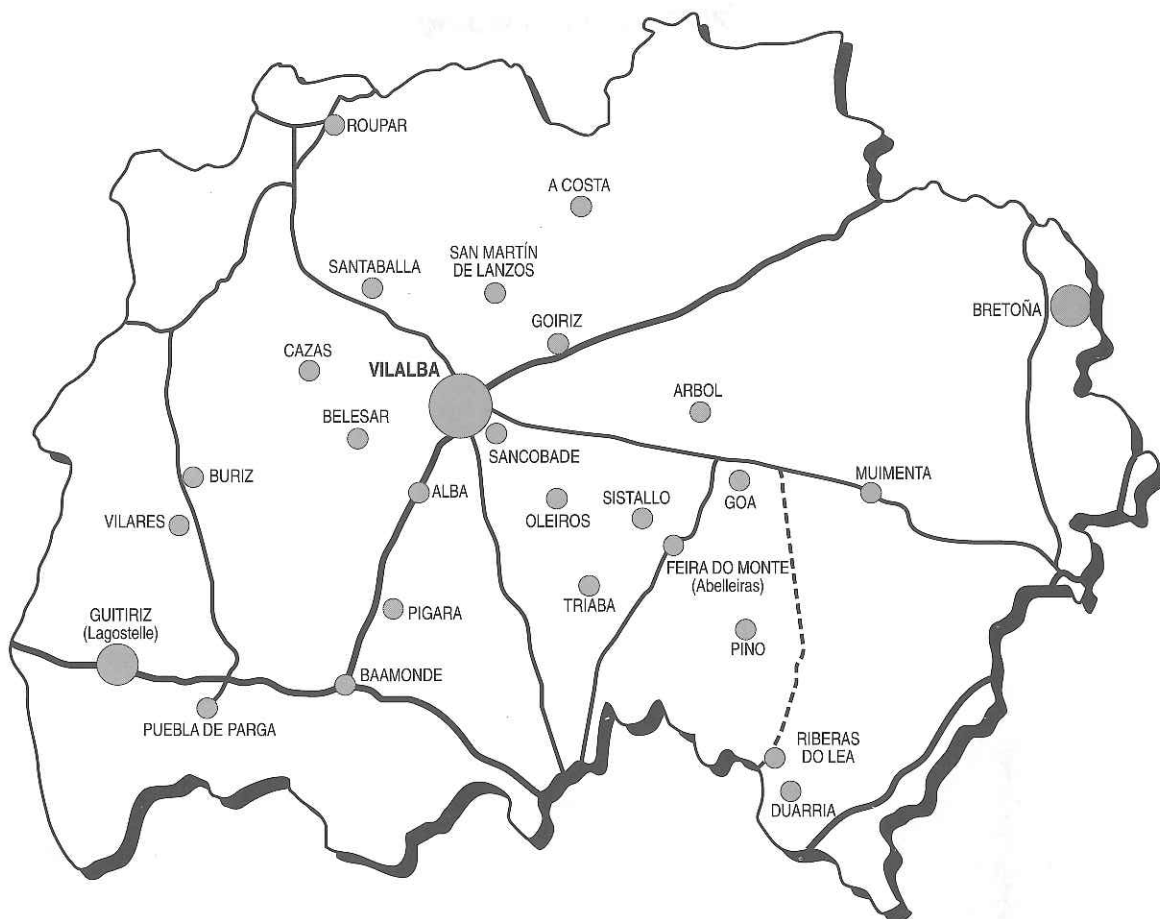 ROUPAR
A COSTA
SAN MARTÍN
DE LANZOS
SANTABALLA
BRETOÑA
GOIRIZ
CAZAS
VILALBA
ARBOL
BELESAR
SANCOBADE
BURIZ
MUIMENTA
ALBA
SISTALLO
GOA
OLEIROS
VILARES
FEIRA DO MONTE
(Abelleiras)
TRIABA
GUITIRIZ
(Lagostelle)
PIGARA
PINO
BAAMONDE
PUEBLA DE PARGA
RIBERAS
DO LEA
DUARRIA